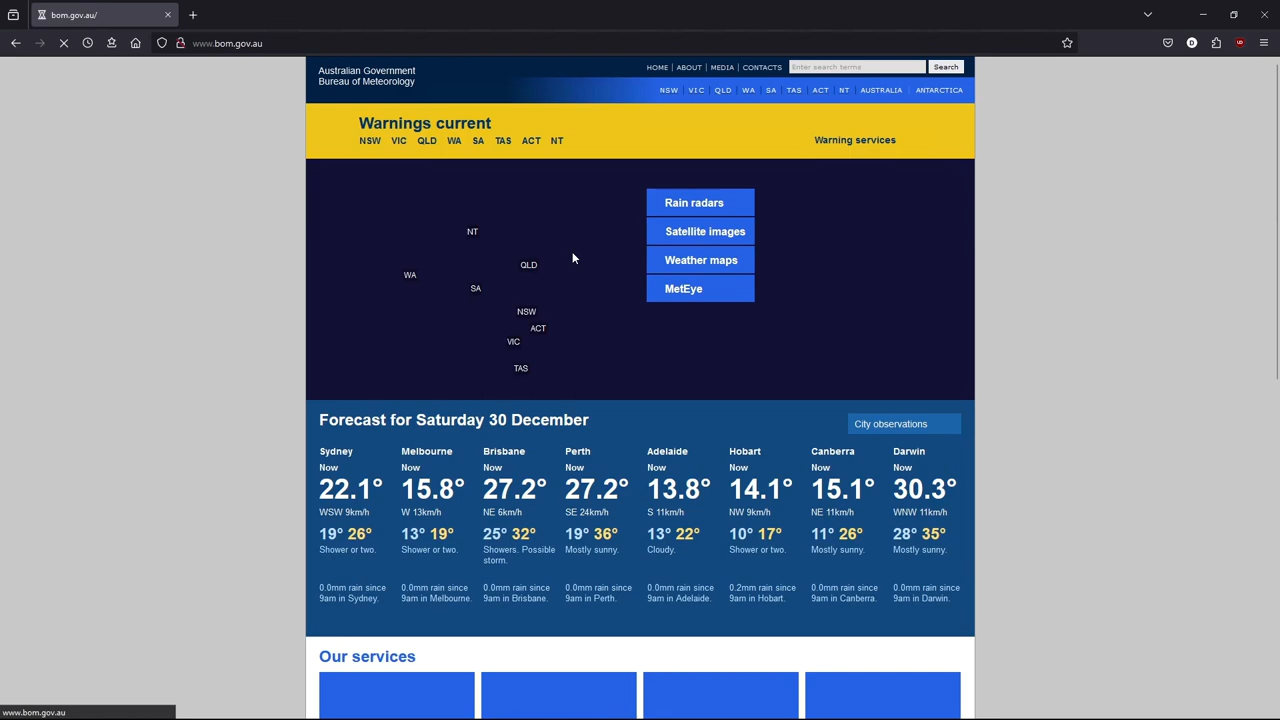 bom.gov.au/
www.bom.gov.au
Australian Government
Bureau of Meteorology
HOME | ABOUT | MEDIA | CONTACTS
Enter search terms
Search
NSW | VIC | QLD | WA | SA | TAS | ACT | NT | AUSTRALIA | ANTARCTICA
Warnings current
NSW VIC QLD WA SA TAS ACT NT
Warning services
NT
QLD
WA
SA
NSW
ACT
VIC
TAS
Rain radars
Satellite images
Weather maps
MetEye
Forecast for Saturday 30 December
City observations
Sydney
Now
22.1°
WSW 9km/h
19° 26°
Shower or two.
0.0mm rain since
9am in Sydney.
Melbourne
Now
15.8°
W 13km/h
13° 19°
Shower or two.
0.0mm rain since
9am in Melbourne.
Brisbane
Now
27.2°
NE 6km/h
25° 32°
Showers. Possible
storm.
0.0mm rain since
9am in Brisbane.
Perth
Now
27.2°
SE 24km/h
19° 36°
Mostly sunny.
0.0mm rain since
9am in Perth.
Adelaide
Now
13.8°
S 11km/h
13° 22°
Cloudy.
0.0mm rain since
9am in Adelaide.
Hobart
Now
14.1°
NW 9km/h
10° 17°
Shower or two.
0.2mm rain since
9am in Hobart.
Canberra
Now
15.1°
NE 11km/h
11° 26°
Mostly sunny.
0.0mm rain since
9am in Canberra.
Darwin
Now
30.3°
WNW 11km/h
28° 35°
Mostly sunny.
0.0mm rain since
9am in Darwin.
Our services
www.bom.gov.au